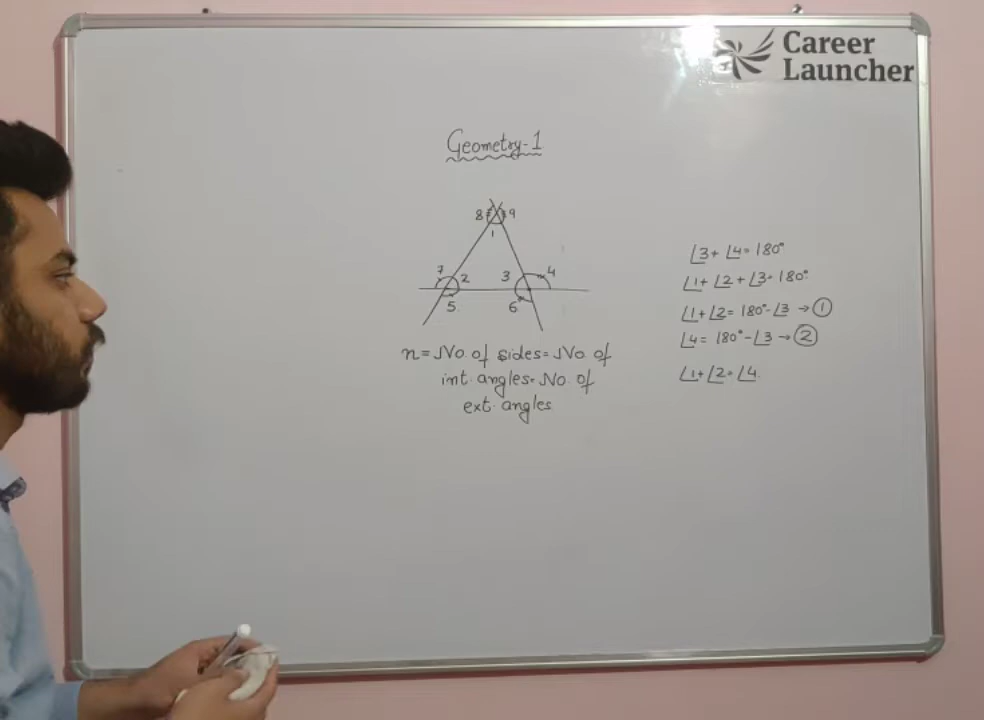 Career
Launcher
Geometry-1
8 9
1
7 2 3 4
5 6
n = No. of sides = No. of
int. angles = No. of
ext. angles
∠3 + ∠4 = 180°
∠1 + ∠2 + ∠3 = 180°
∠1 + ∠2 = 180° - ∠3 → ①
∠4 = 180° - ∠3 → ②
∠1 + ∠2 = ∠4.